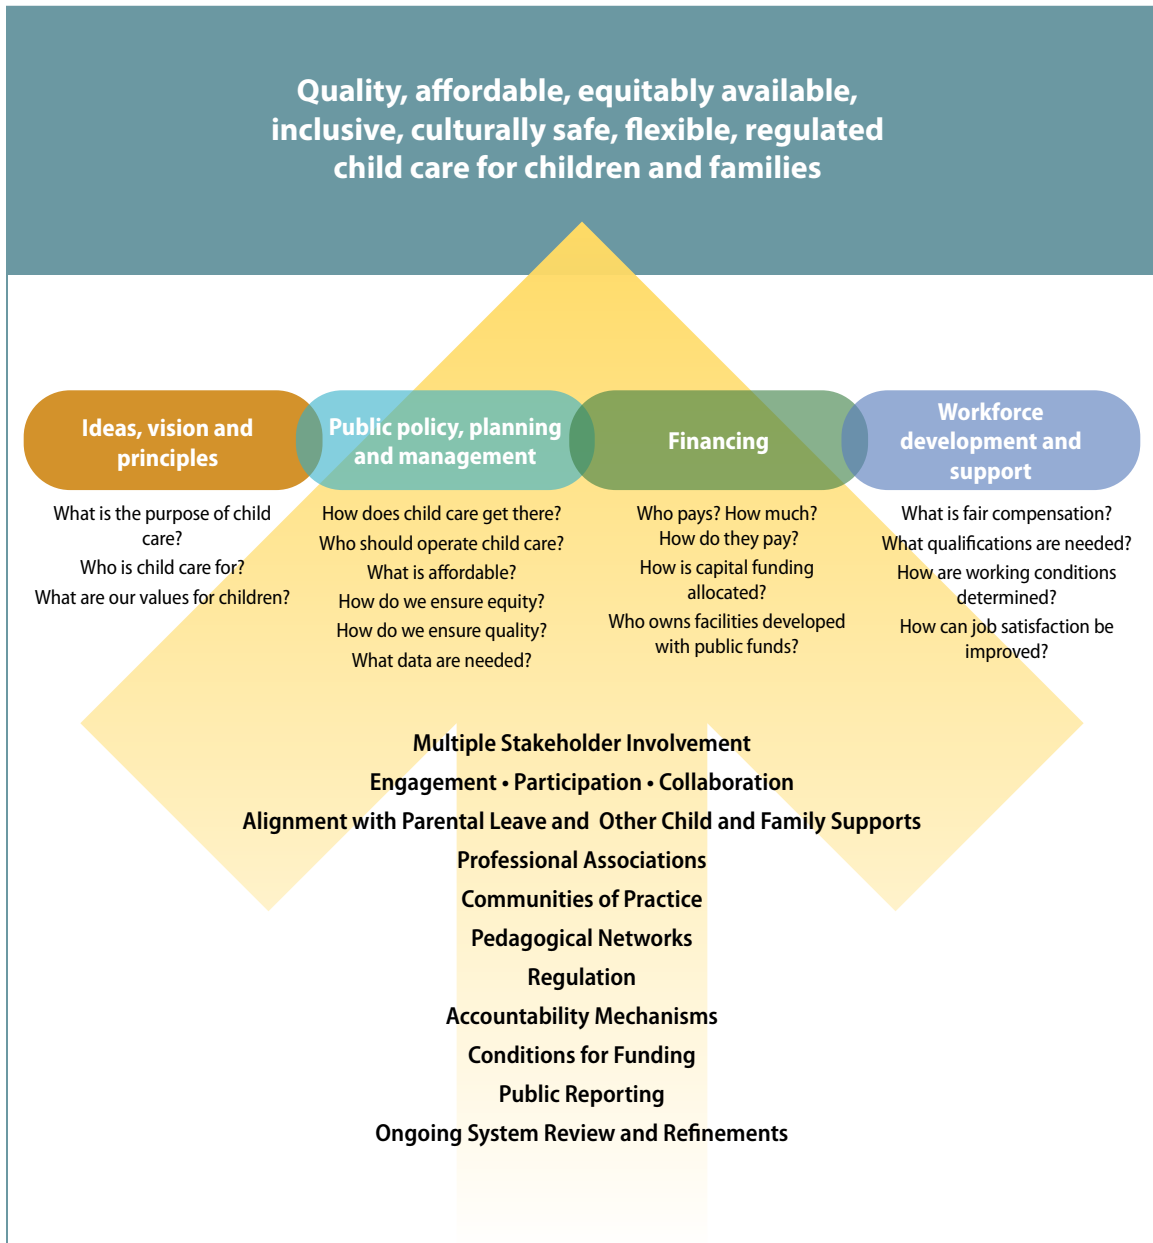 Quality, affordable, equitably available,
inclusive, culturally safe, flexible, regulated
child care for children and families
Ideas, vision and
principles
What is the purpose of child
care?
Who is child care for?
What are our values for children?
Public policy, planning
and management
How does child care get there?
Who should operate child care?
What is affordable?
How do we ensure equity?
How do we ensure quality?
What data are needed?
Financing
Who pays? How much?
How do they pay?
How is capital funding
allocated?
Who owns facilities developed
with public funds?
Workforce
development and
support
What is fair compensation?
What qualifications are needed?
How are working conditions
determined?
How can job satisfaction be
improved?
Multiple Stakeholder Involvement
Engagement • Participation • Collaboration
Alignment with Parental Leave and Other Child and Family Supports
Professional Associations
Communities of Practice
Pedagogical Networks
Regulation
Accountability Mechanisms
Conditions for Funding
Public Reporting
Ongoing System Review and Refinements